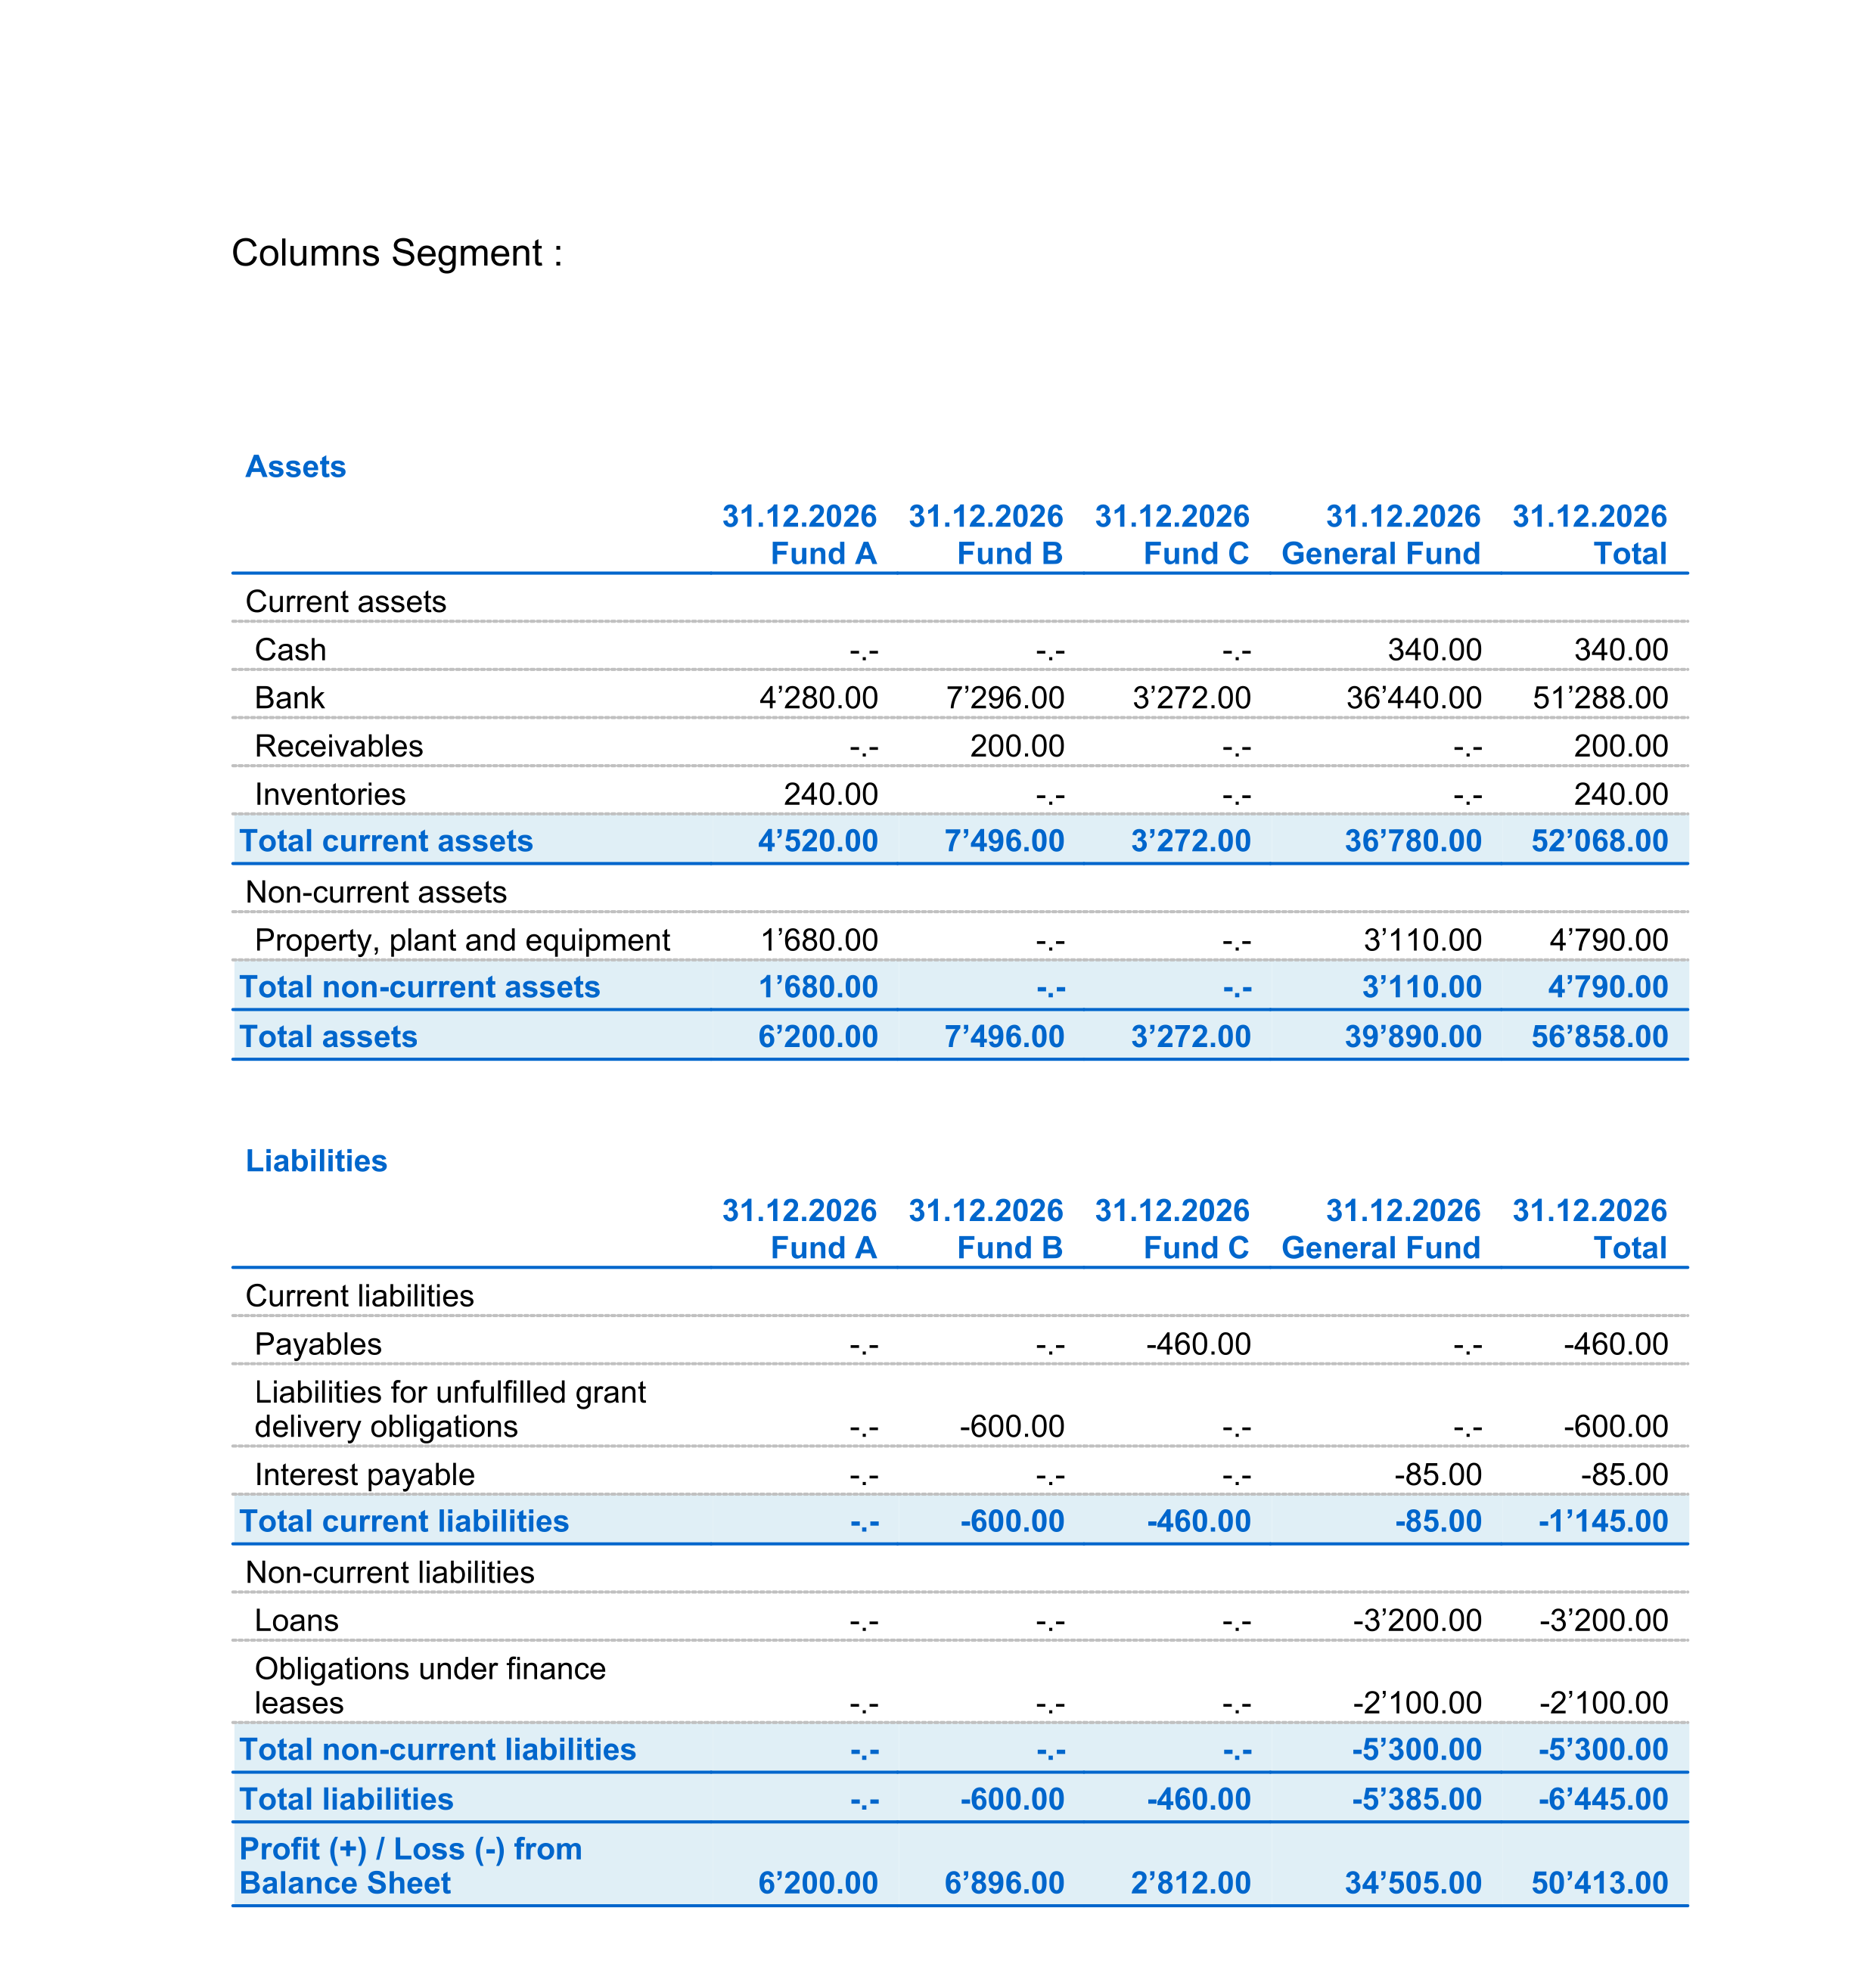 Columns Segment :
Assets
31.12.2026 31.12.2026 31.12.2026 31.12.2026 31.12.2026
Fund A Fund B Fund C General Fund Total
Current assets
Cash -.- -.- -.- 340.00 340.00
Bank 4’280.00 7’296.00 3’272.00 36’440.00 51’288.00
Receivables -.- 200.00 -.- -.- 200.00
Inventories 240.00 -.- -.- -.- 240.00
Total current assets 4’520.00 7’496.00 3’272.00 36’780.00 52’068.00
Non-current assets
Property, plant and equipment 1’680.00 -.- -.- 3’110.00 4’790.00
Total non-current assets 1’680.00 -.- -.- 3’110.00 4’790.00
Total assets 6’200.00 7’496.00 3’272.00 39’890.00 56’858.00
Liabilities
31.12.2026 31.12.2026 31.12.2026 31.12.2026 31.12.2026
Fund A Fund B Fund C General Fund Total
Current liabilities
Payables -.- -.- -460.00 -.- -460.00
Liabilities for unfulfilled grant
delivery obligations -.- -600.00 -.- -.- -600.00
Interest payable -.- -.- -.- -85.00 -85.00
Total current liabilities -.- -600.00 -460.00 -85.00 -1’145.00
Non-current liabilities
Loans -.- -.- -.- -3’200.00 -3’200.00
Obligations under finance
leases -.- -.- -.- -2’100.00 -2’100.00
Total non-current liabilities -.- -.- -.- -5’300.00 -5’300.00
Total liabilities -.- -600.00 -460.00 -5’385.00 -6’445.00
Profit (+) / Loss (-) from
Balance Sheet 6’200.00 6’896.00 2’812.00 34’505.00 50’413.00